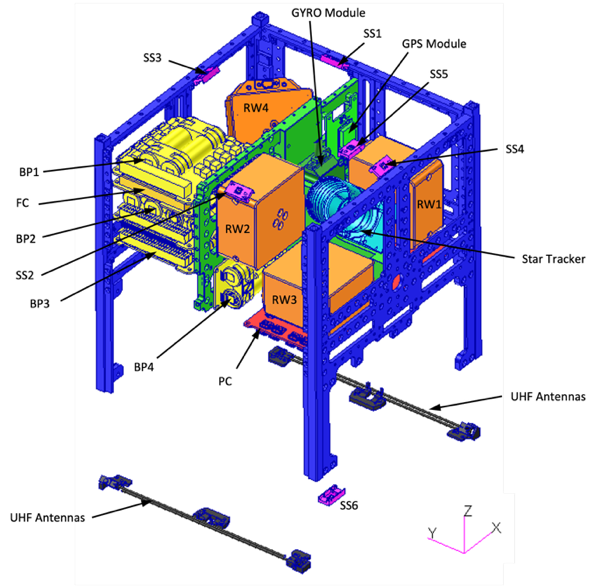 GYRO Module
SS1
GPS Module
SS3
SS5
RW4
SS4
BP1
RW1
FC
RW2
BP2
Star Tracker
SS2
RW3
BP3
BP4
PC
UHF Antennas
UHF Antennas
SS6
Z
Y
X